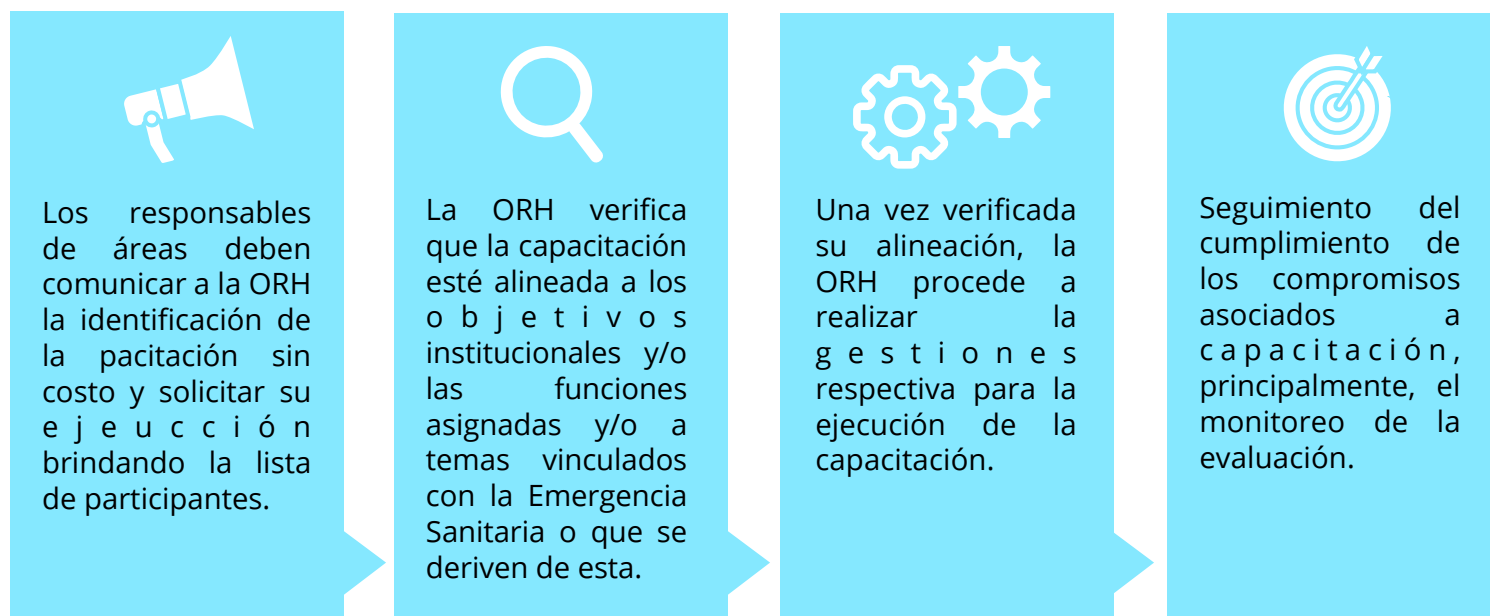 Los responsables
de áreas deben
comunicar a la ORH
la identificación de
la pacitación sin
costo y solicitar su
ejeucción
brindando la lista
de participantes.
La ORH verifica
que la capacitación
esté alineada a los
objetivos
institucionales y/o
las funciones
asignadas y/o a
temas vinculados
con la Emergencia
Sanitaria o que se
deriven de esta.
Una vez verificada
su alineación, la
ORH procede a
realizar la
gestiones
respectiva para la
ejecución de la
capacitación.
Seguimiento del
cumplimiento de
los compromisos
asociados a
capacitación,
principalmente, el
monitoreo de la
evaluación.